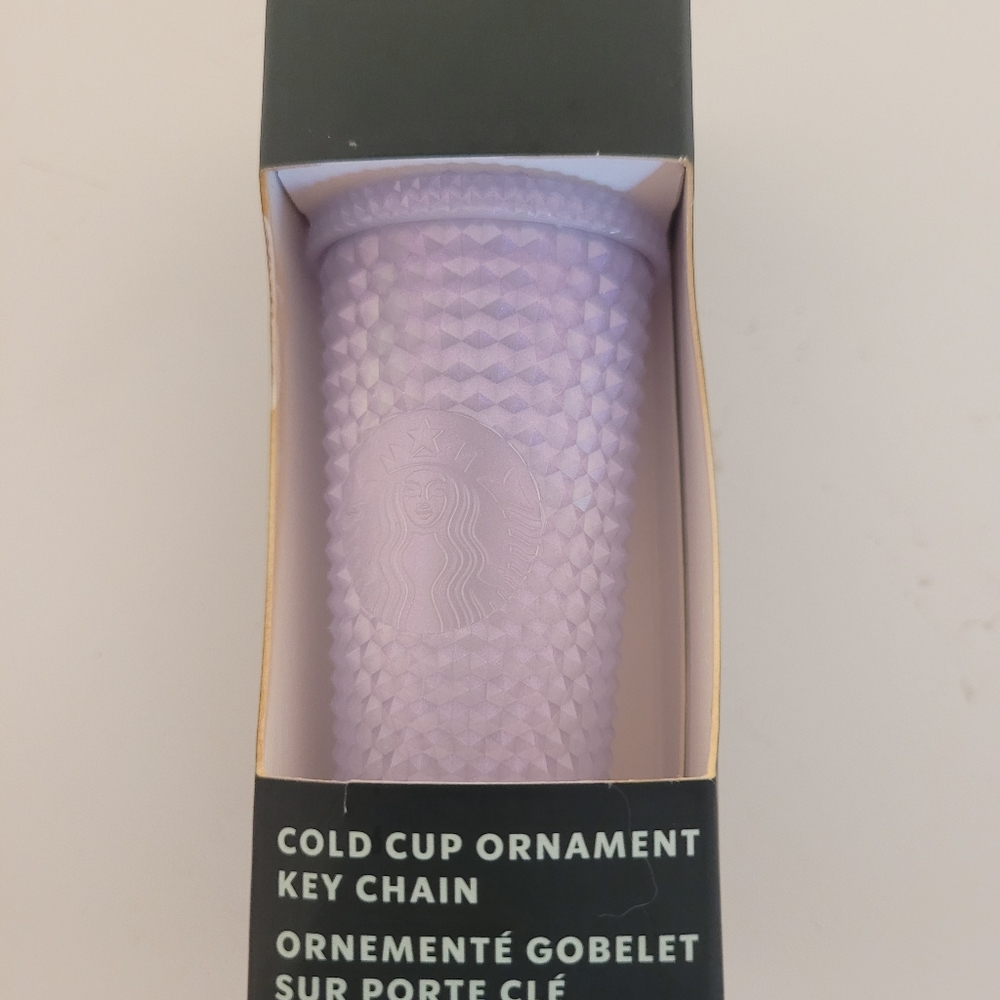 COLD CUP ORNAMENT
KEY CHAIN
ORNEMENTÉ GOBELET
SUR PORTE CLÉ